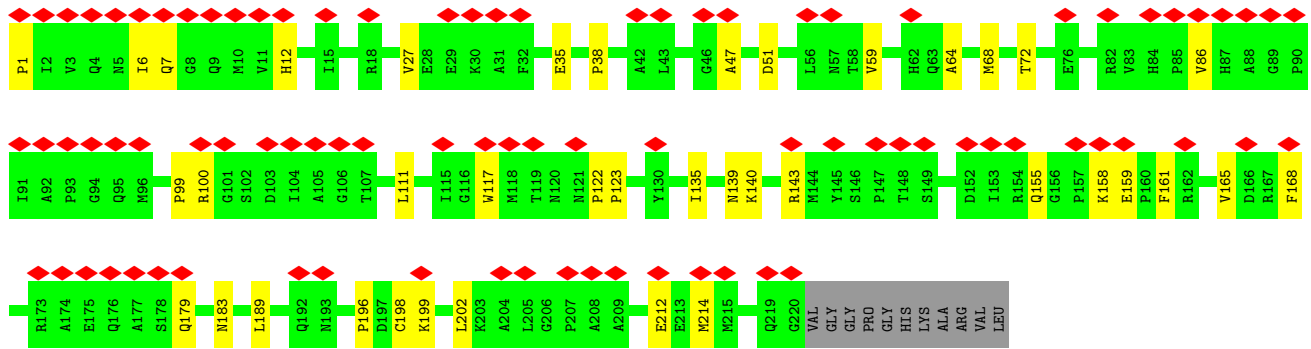 P1 I2 V3 Q4 N5 I6 Q7 G8 Q9 M10 V11 H12 I15 R18 V27 E28 E29 K30 A31 F32 E35 P38 A42 L43 G46 A47 D51 L56 N57 T58 V59 H62 Q63 A64 M68 T72 E76 R82 V83 H84 P85 V86 H87 A88 G89 P90
I91 A92 P93 G94 Q95 M96 P99 R100 G101 S102 D103 I104 A105 G106 T107 L111 I115 G116 W117 M118 T119 N120 N121 P122 P123 Y130 I135 N139 K140 R143 M144 Y145 S146 P147 T148 S149 D152 I153 R154 Q155 G156 P157 K158 E159 P160 F161 R162 V165 D166 R167 F168
R173 A174 E175 Q176 A177 S178 Q179 N183 L189 Q192 N193 P196 D197 C198 K199 L202 K203 A204 L205 G206 P207 A208 A209 E212 E213 M214 M215 Q219 G220 VAL GLY GLY PRO GLY HIS LYS ALA ARG VAL LEU